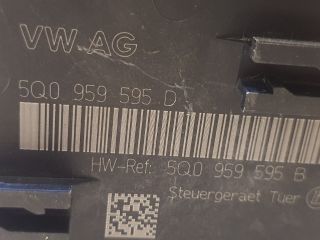 VW AG
5Q0 959 595 D
HW-Ref: 5Q0 959 595 B
Steuergeraet Tuer